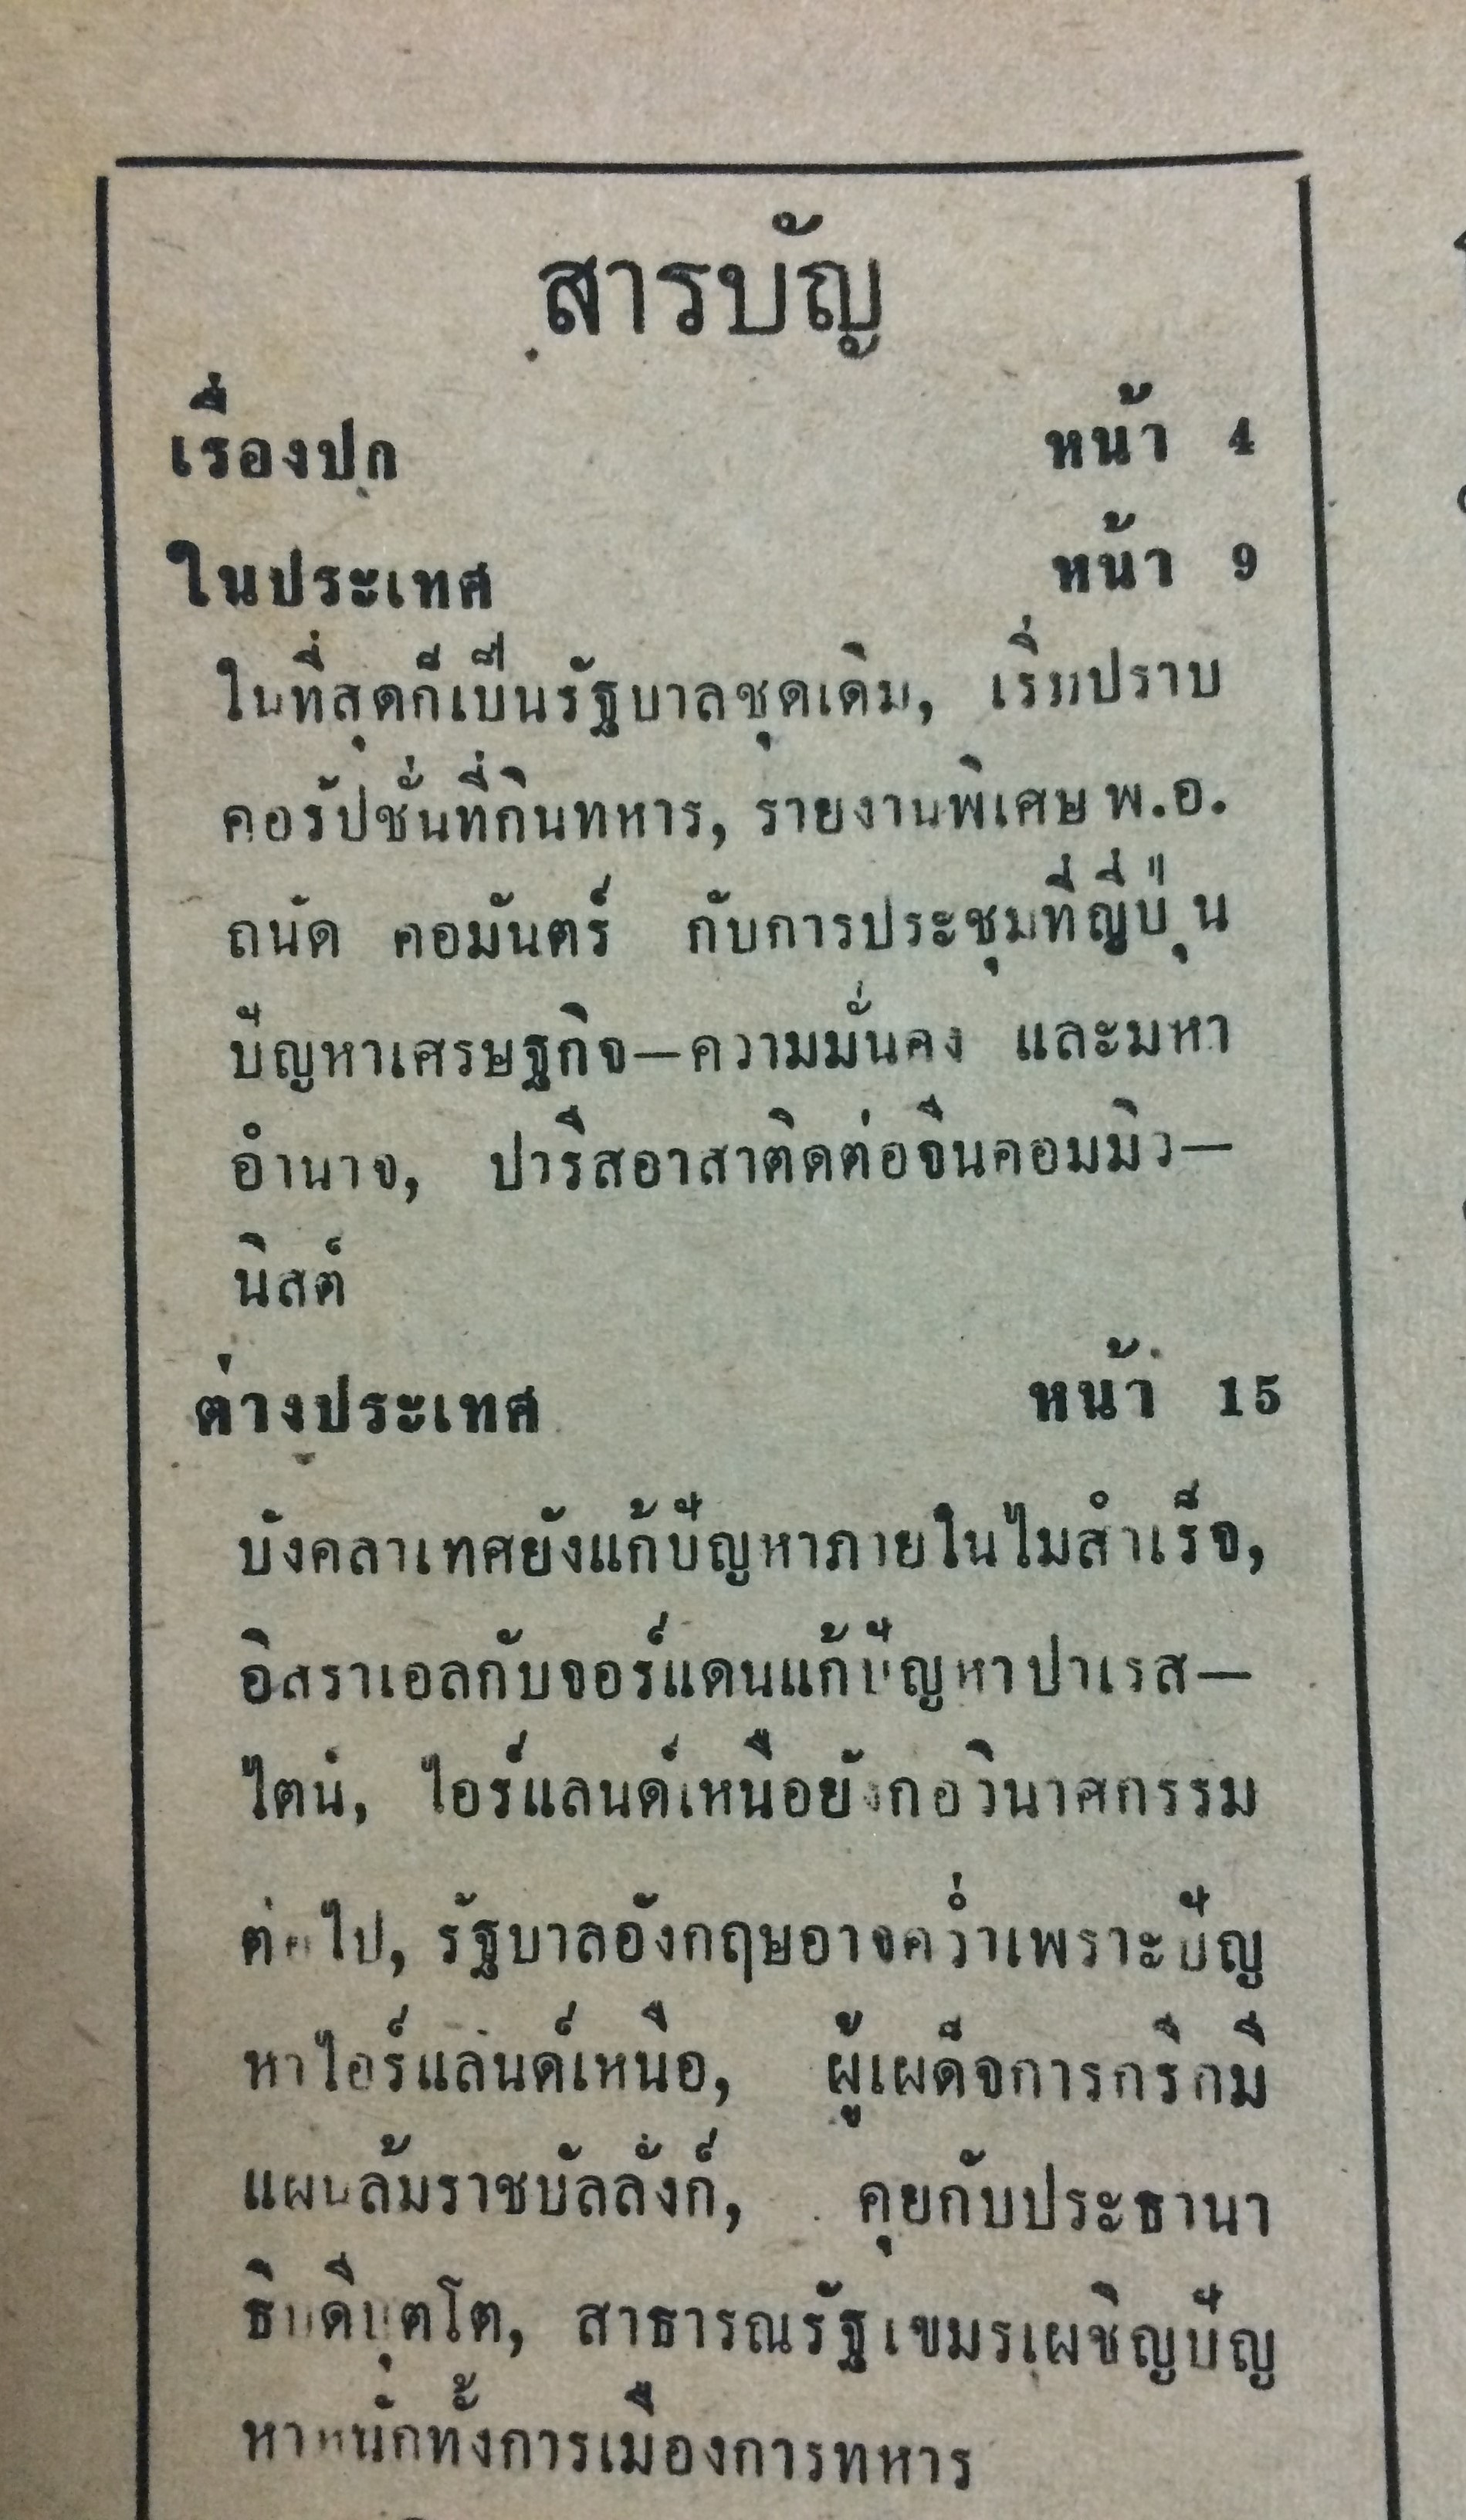 สารบัญ
เรื่องปก หน้า 4
ในประเทศ หน้า 9
ในที่สุดก็เป็นรัฐบาลชุดเดิม, เริ่มปราบ
คอรัปชั่นที่กินทหาร, รายงานพิเศษ พ.อ.
ถนัด คอมันตร์ กับการประชุมที่ญี่ปุ่น
ปัญหาเศรษฐกิจ—ความมั่นคง และมหา
อำนาจ, ปารีสอาสาติดต่อจีนคอมมิว—
นิสต์
ต่างประเทศ หน้า 15
บังคลาเทศยังแก้ปัญหาภายในไม่สำเร็จ,
อิสราเอลกับจอร์แดนแก้ปัญหาปาเรส—
ไตน์, ไอร์แลนด์เหนือยังก่อวินาศกรรม
ต่อไป, รัฐบาลอังกฤษอาจคว่ำเพราะปัญ
หาไอร์แลนด์เหนือ, ผู้เผด็จการกรีกมี
แผนล้มราชบัลลังก์, คุยกับประธานา
ธิบดีบุตโต, สาธารณรัฐเขมรเผชิญปัญ
หาหนักทั้งการเมืองการทหาร